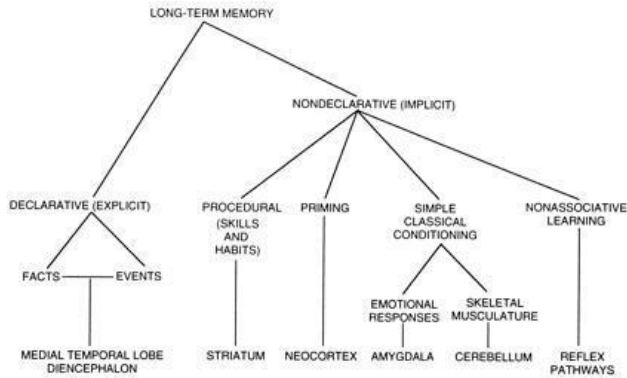 LONG-TERM MEMORY
NONDECLARATIVE (IMPLICIT)
DECLARATIVE (EXPLICIT)
PROCEDURAL
(SKILLS
AND
HABITS)
PRIMING
SIMPLE
CLASSICAL
CONDITIONING
NONASSOCIATIVE
LEARNING
FACTS
EVENTS
EMOTIONAL
RESPONSES
SKELETAL
MUSCULATURE
MEDIAL TEMPORAL LOBE
DIENCEPHALON
STRIATUM
NEOCORTEX
AMYGDALA
CEREBELLUM
REFLEX
PATHWAYS